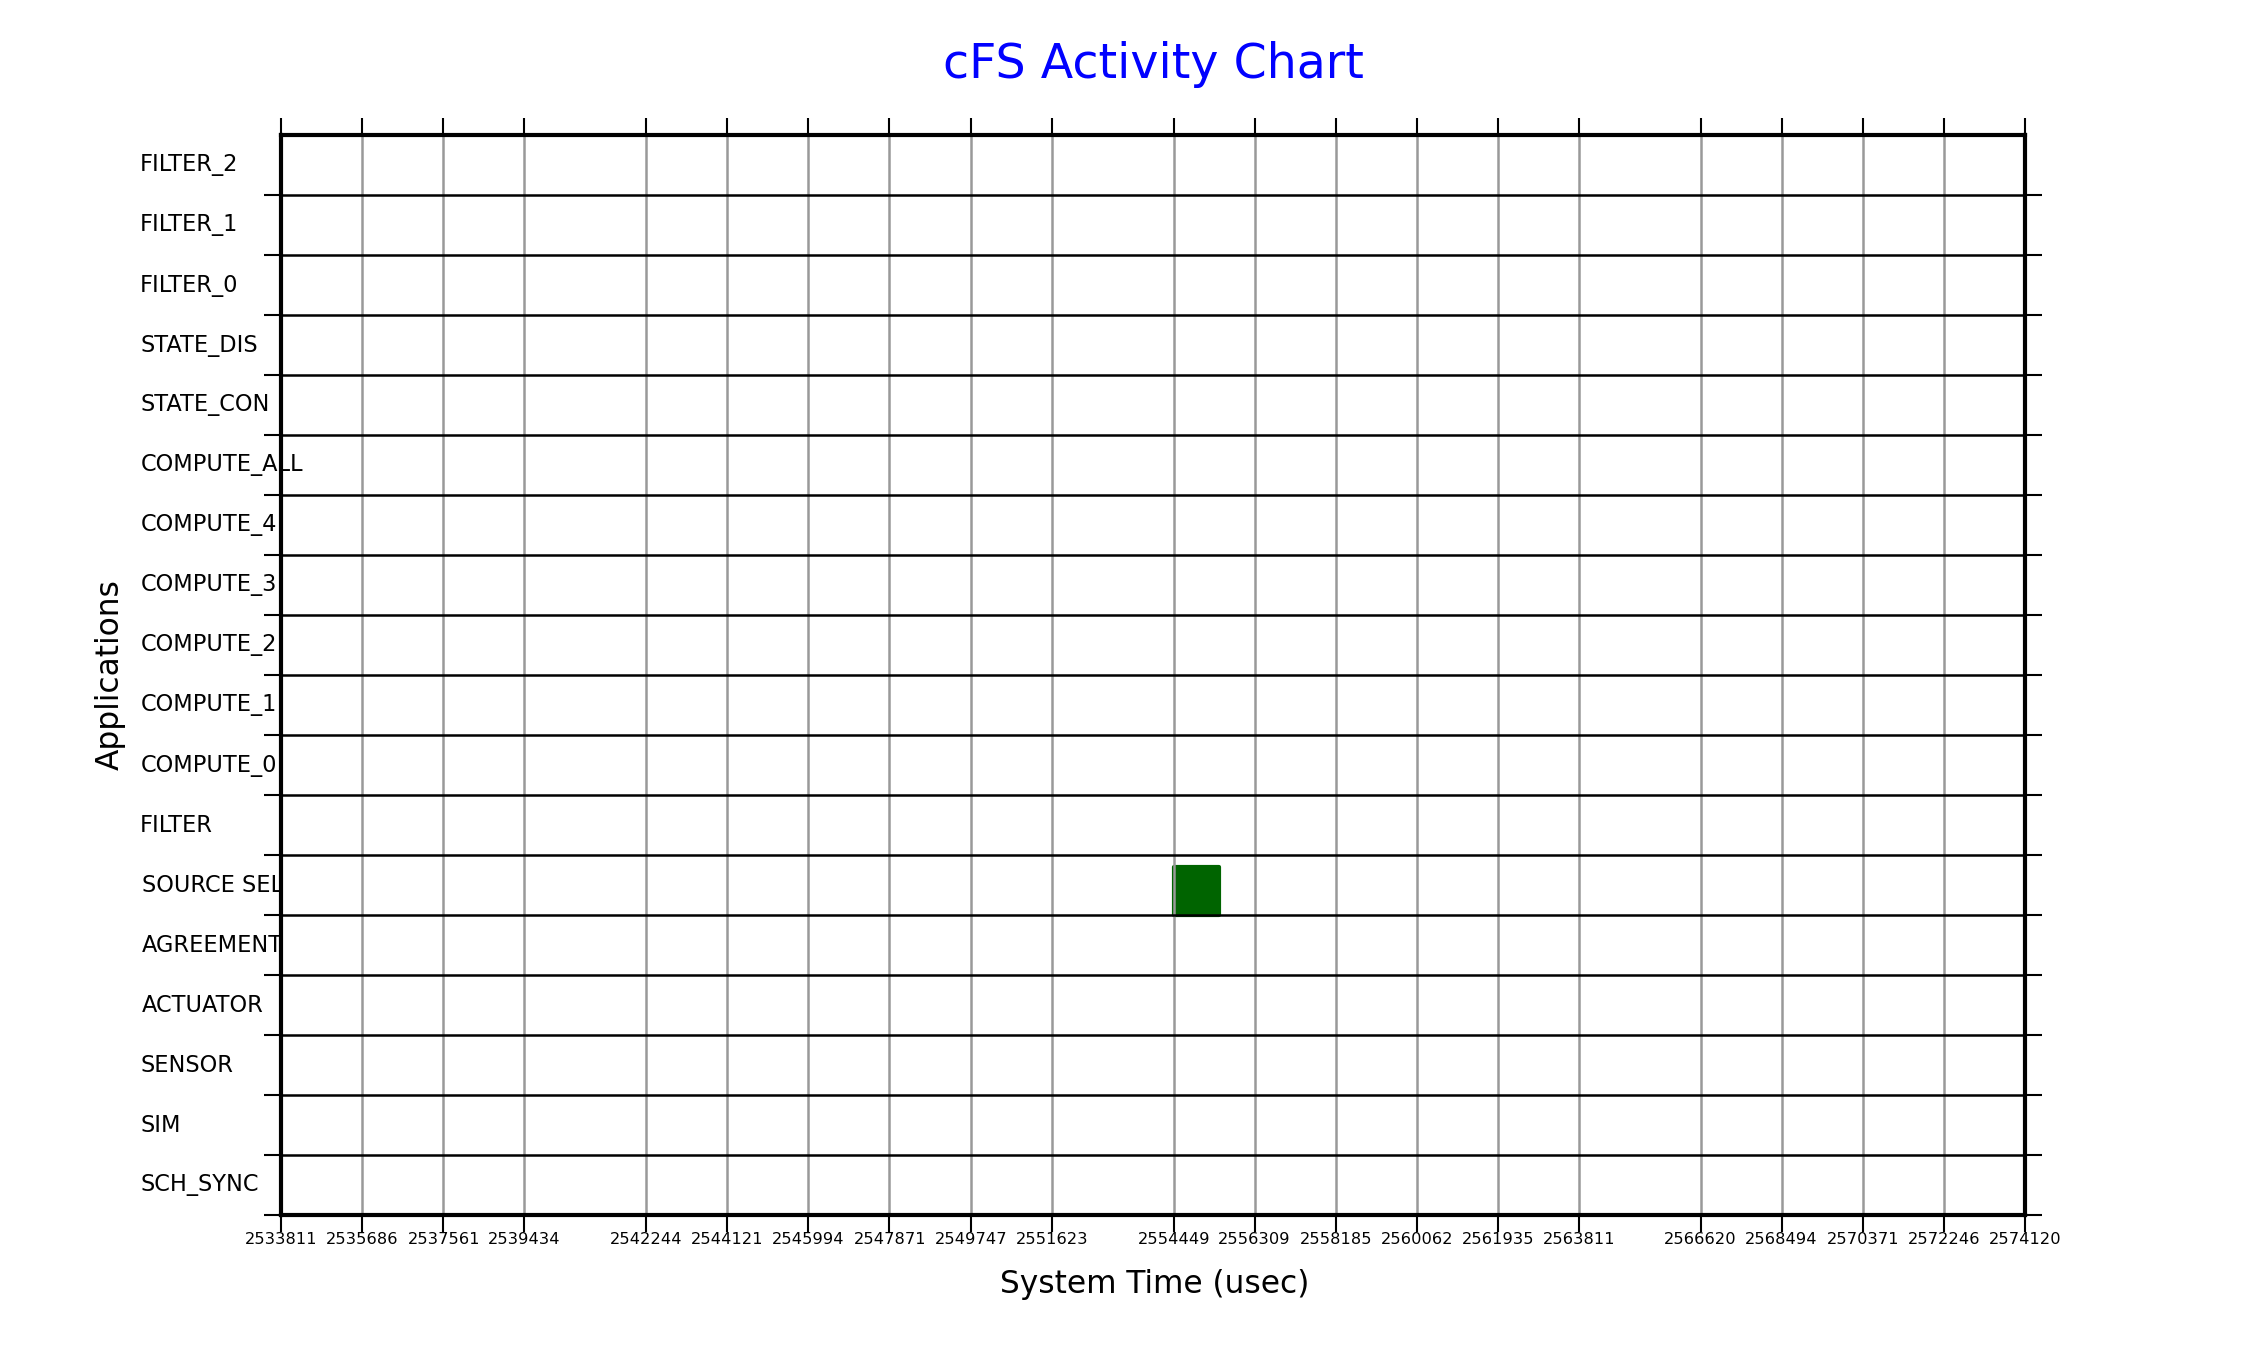 cFS Activity Chart
FILTER_2
FILTER_1
FILTER_0
STATE_DIS
STATE_CON
COMPUTE_ALL
COMPUTE_4
COMPUTE_3
COMPUTE_2
COMPUTE_1
COMPUTE_0
FILTER
SOURCE SEL
AGREEMENT
ACTUATOR
SENSOR
SIM
SCH_SYNC
Applications
2533811 2535686 2537561 2539434 2542244 2544121 2545994 2547871 2549747 2551623 2554449 2556309 2558185 2560062 2561935 2563811 2566620 2568494 2570371 2572246 2574120
System Time (usec)